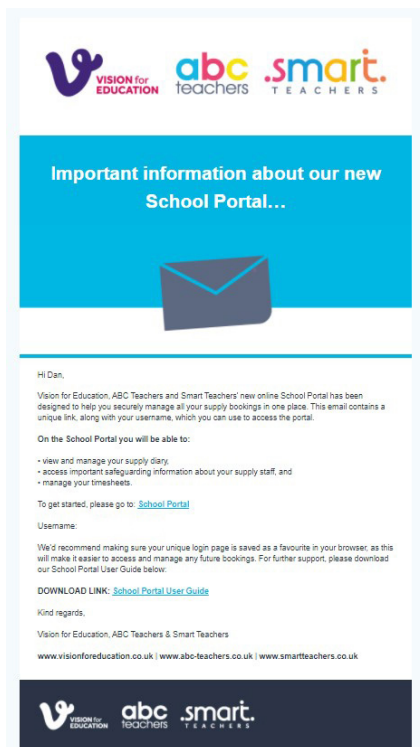 VISION for
EDUCATION
abc
teachers
.smart.
TEACHERS
Important information about our new
School Portal…
Hi Dan,
Vision for Education, ABC Teachers and Smart Teachers' new online School Portal has been
designed to help you securely manage all your supply bookings in one place. This email contains a
unique link, along with your username, which you can use to access the portal.
On the School Portal you will be able to:
• view and manage your supply diary,
• access important safeguarding information about your supply staff, and
• manage your timesheets.
To get started, please go to: School Portal
Username:
We'd recommend making sure your unique login page is saved as a favourite in your browser, as this
will make it easier to access and manage any future bookings. For further support, please download
our School Portal User Guide below:
DOWNLOAD LINK: School Portal User Guide
Kind regards,
Vision for Education, ABC Teachers & Smart Teachers
www.visionforeducation.co.uk | www.abc-teachers.co.uk | www.smartteachers.co.uk
VISION for
EDUCATION
abc
teachers
.smart.
TEACHERS